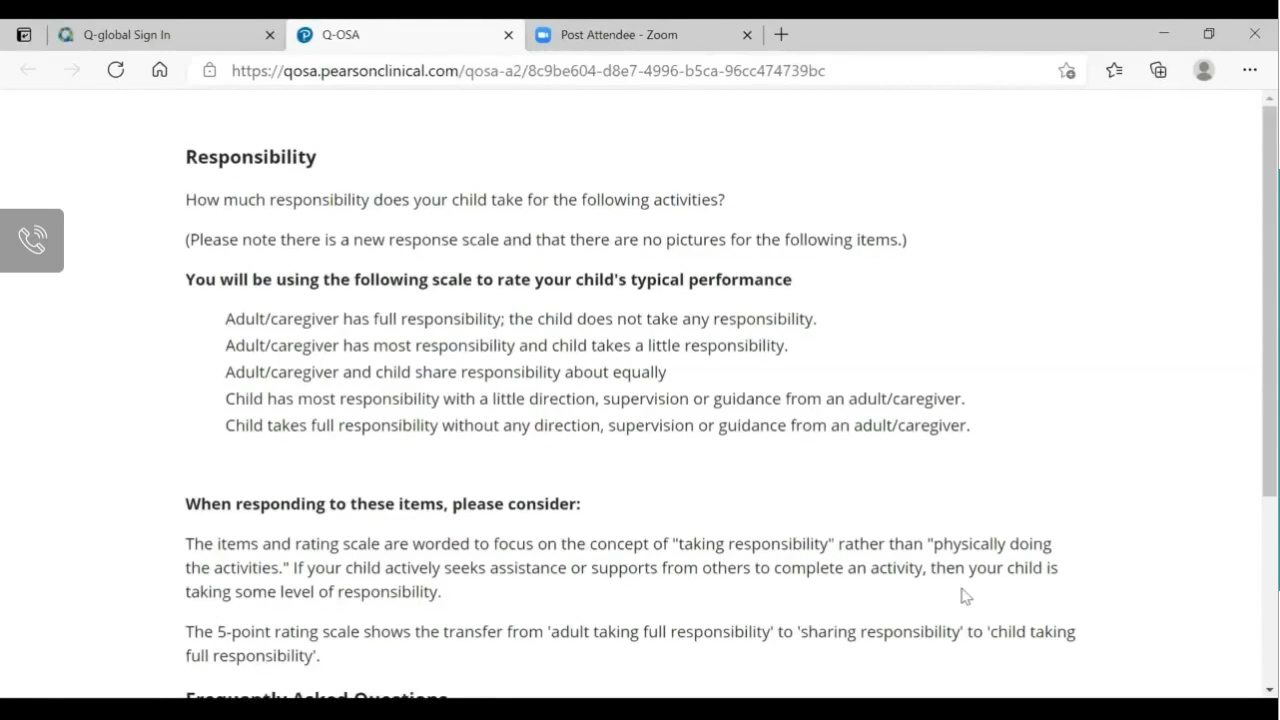 Q-global Sign In
Q-OSA
Post Attendee - Zoom
https://qosa.pearsonclinical.com/qosa-a2/8c9be604-d8e7-4996-b5ca-96cc474739bc
Responsibility
How much responsibility does your child take for the following activities?
(Please note there is a new response scale and that there are no pictures for the following items.)
You will be using the following scale to rate your child's typical performance
Adult/caregiver has full responsibility; the child does not take any responsibility.
Adult/caregiver has most responsibility and child takes a little responsibility.
Adult/caregiver and child share responsibility about equally
Child has most responsibility with a little direction, supervision or guidance from an adult/caregiver.
Child takes full responsibility without any direction, supervision or guidance from an adult/caregiver.
When responding to these items, please consider:
The items and rating scale are worded to focus on the concept of "taking responsibility" rather than "physically doing
the activities." If your child actively seeks assistance or supports from others to complete an activity, then your child is
taking some level of responsibility.
The 5-point rating scale shows the transfer from 'adult taking full responsibility' to 'sharing responsibility' to 'child taking
full responsibility'.
Frequently Asked Questions